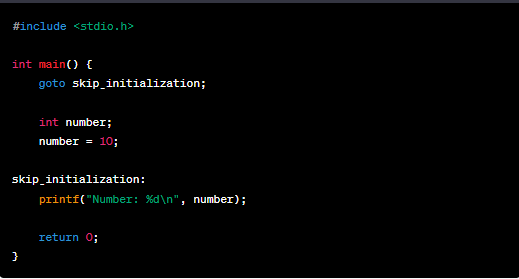 #include <stdio.h>
int main() {
goto skip_initialization;
int number;
number = 10;
skip_initialization:
printf("Number: %d\n", number);
return 0;
}